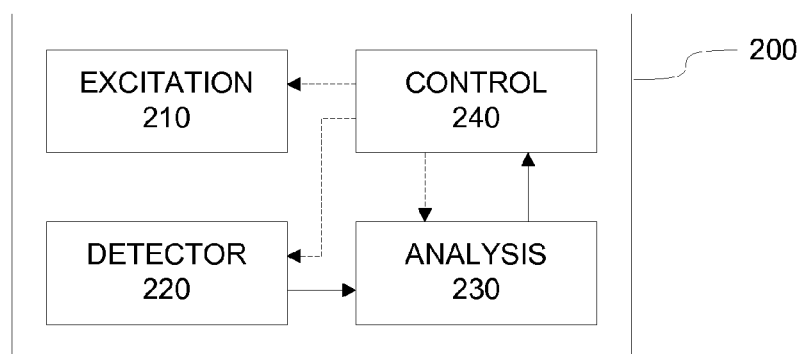 EXCITATION
210
CONTROL
240
200
DETECTOR
220
ANALYSIS
230